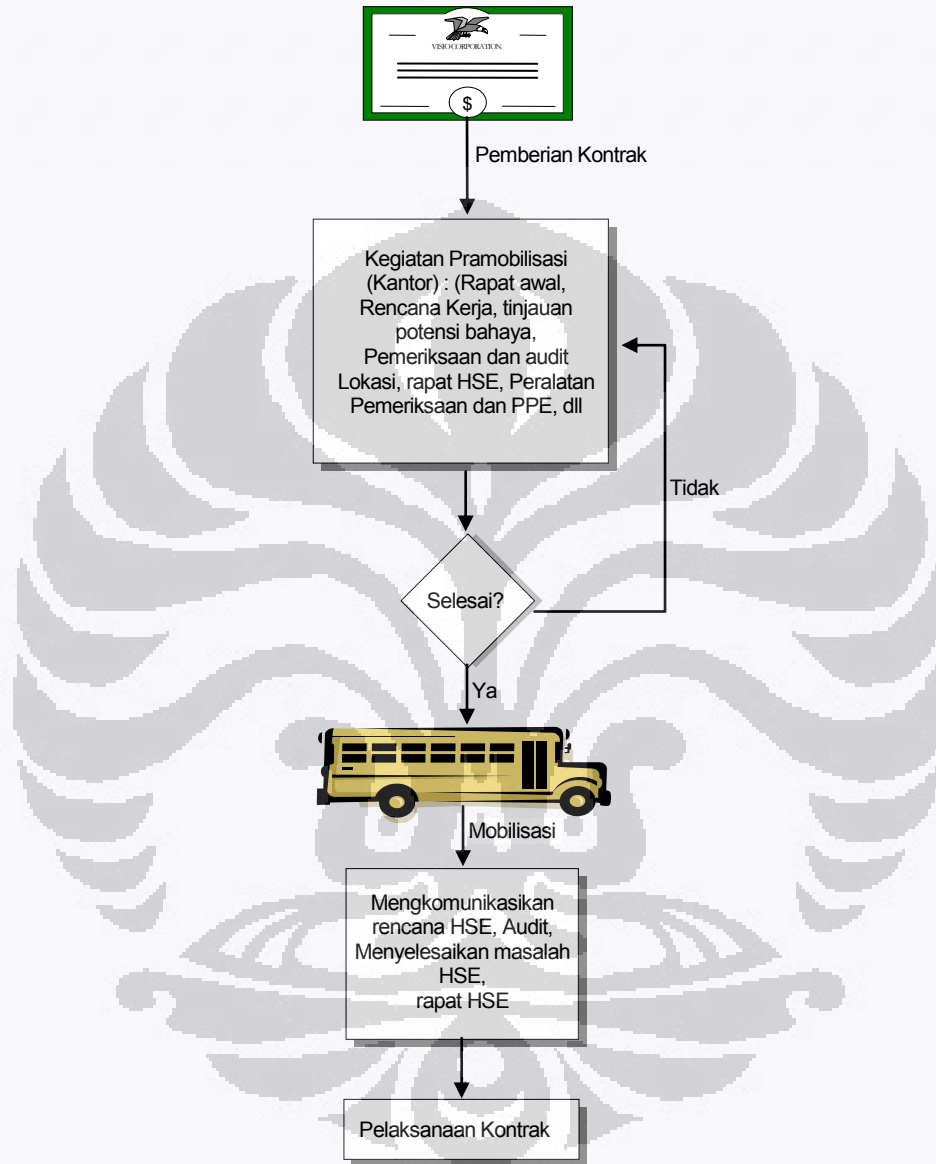 VISIO CORPORATION
$
Pemberian Kontrak
Kegiatan Pramobilisasi
(Kantor) : (Rapat awal,
Rencana Kerja, tinjauan
potensi bahaya,
Pemeriksaan dan audit
Lokasi, rapat HSE, Peralatan
Pemeriksaan dan PPE, dll
Tidak
Selesai?
Ya
Mobilisasi
Mengkomunikasikan
rencana HSE, Audit,
Menyelesaikan masalah
HSE,
rapat HSE
Pelaksanaan Kontrak